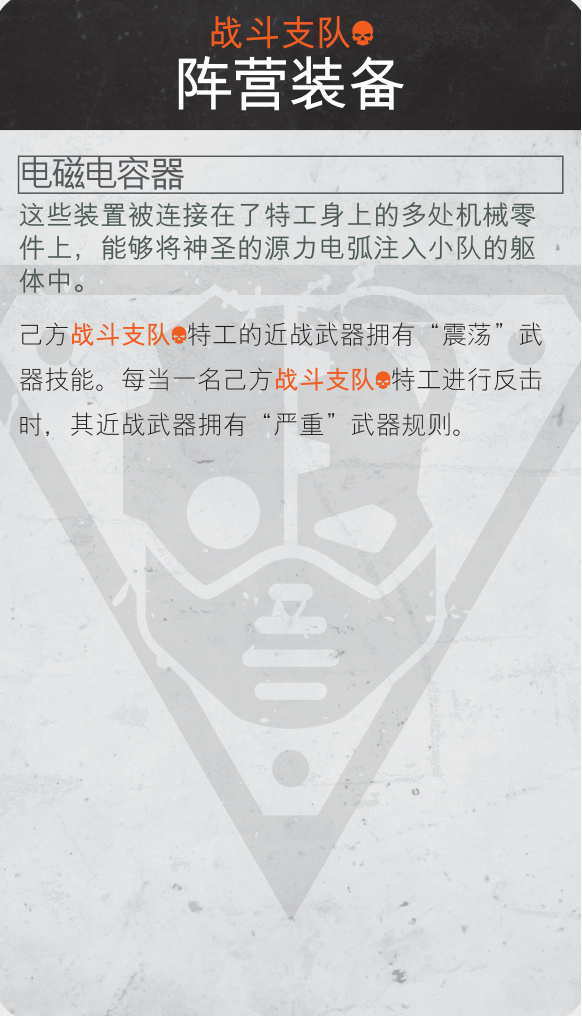 战斗支队
阵营装备
电磁电容器
这些装置被连接在了特工身上的多处机械零
件上，能够将神圣的源力电弧注入小队的躯
体中。
己方战斗支队特工的近战武器拥有“震荡”武
器技能。每当一名己方战斗支队特工进行反击
时，其近战武器拥有“严重”武器规则。